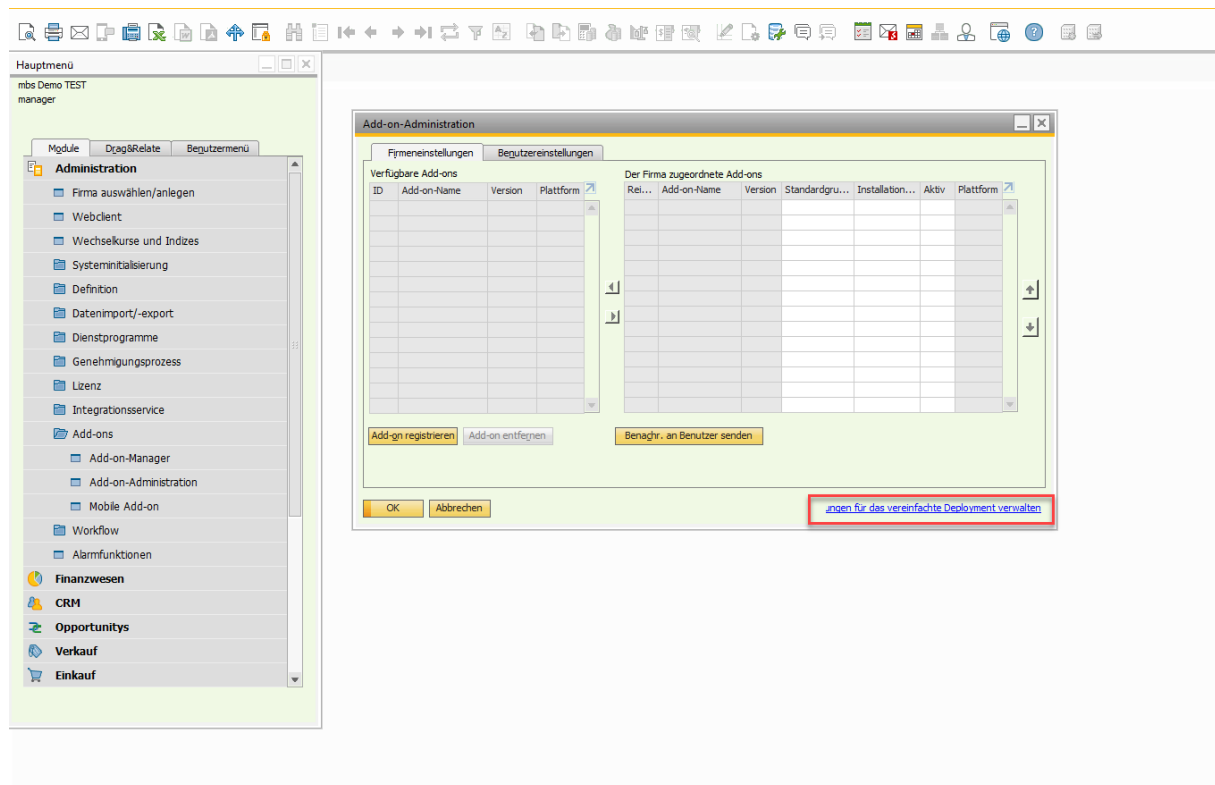 Hauptmenü
mbs Demo TEST
manager
Module Drag&Relate Benutzermenü
Administration
Firma auswählen/anlegen
Webclient
Wechselkurse und Indizes
Systeminitialisierung
Definition
Datenimport/-export
Dienstprogramme
Genehmigungsprozess
Lizenz
Integrationsservice
Add-ons
Add-on-Manager
Add-on-Administration
Mobile Add-on
Workflow
Alarmfunktionen
Finanzwesen
CRM
Opportunitys
Verkauf
Einkauf
Add-on-Administration
Firmeneinstellungen Benutzereinstellungen
Verfügbare Add-ons
ID Add-on-Name Version Plattform
Der Firma zugeordnete Add-ons
Rei... Add-on-Name Version Standardgru... Installation... Aktiv Plattform
Add-on registrieren Add-on entfernen
Benachr. an Benutzer senden
OK Abbrechen
ungen für das vereinfachte Deployment verwalten